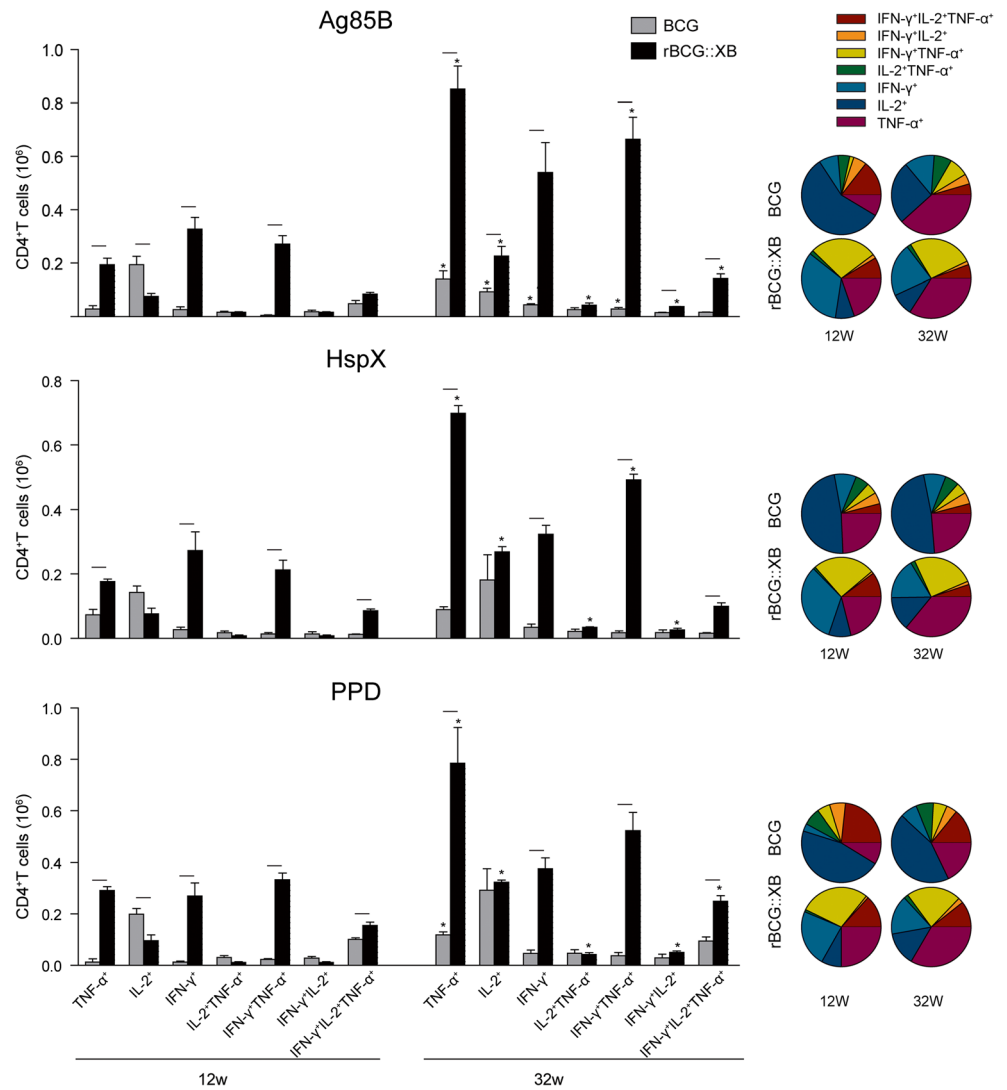 Ag85B
BCG
rBCG::XB
IFN-γ⁺IL-2⁺TNF-α⁺
IFN-γ⁺IL-2⁺
IFN-γ⁺TNF-α⁺
IL-2⁺TNF-α⁺
IFN-γ⁺
IL-2⁺
TNF-α⁺
CD4⁺T cells (10⁶)
1.0
0.8
0.6
0.4
0.2
* * * * * * * * * * *
BCG
rBCG::XB
12W
32W
HspX
CD4⁺T cells (10⁶)
0.8
0.6
0.4
0.2
0.0
* * * * *
BCG
rBCG::XB
12W
32W
PPD
CD4⁺T cells (10⁶)
1.0
0.8
0.6
0.4
0.2
0.0
* * * * * *
BCG
rBCG::XB
12W
32W
TNF-α⁺
IL-2⁺
IFN-γ⁺
IL-2⁺TNF-α⁺
IFN-γ⁺TNF-α⁺
IFN-γ⁺IL-2⁺
IFN-γ⁺IL-2⁺TNF-α⁺
TNF-α⁺
IL-2⁺
IFN-γ⁺
IL-2⁺TNF-α⁺
IFN-γ⁺TNF-α⁺
IFN-γ⁺IL-2⁺
IFN-γ⁺IL-2⁺TNF-α⁺
12w
32w